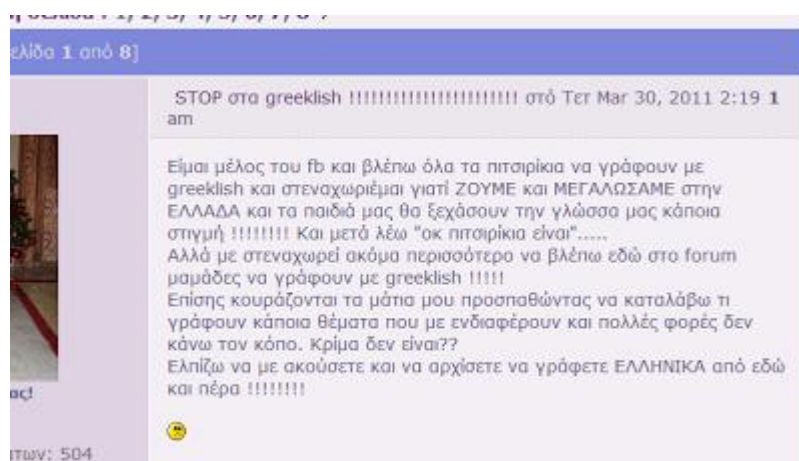 ελίδα 1 από 8]
STOP στα greeklish !!!!!!!!!!!!!!!!!!!!!!!! στό Τετ Mar 30, 2011 2:19 1
am
Είμαι μέλος του fb και βλέπω όλα τα πιτσιρίκια να γράφουν με
greeklish και στεναχωριέμαι γιατί ΖΟΥΜΕ και ΜΕΓΑΛΩΣΑΜΕ στην
ΕΛΛΑΔΑ και τα παιδιά μας θα ξεχάσουν την γλώσσα μας κάποια
στιγμή !!!!!!!! Και μετά λέω "οκ πιτσιρίκια είναι".....
Αλλά με στεναχωρεί ακόμα περισσότερο να βλέπω εδώ στο forum
μαμάδες να γράφουν με greeklish !!!!!
Επίσης κουράζονται τα μάτια μου προσπαθώντας να καταλάβω τι
γράφουν κάποια θέματα που με ενδιαφέρουν και πολλές φορές δεν
κάνω τον κόπο. Κρίμα δεν είναι??
Ελπίζω να με ακούσετε και να αρχίσετε να γράφετε ΕΛΛΗΝΙΚΑ από εδώ
και πέρα !!!!!!!!
ας!
των: 504